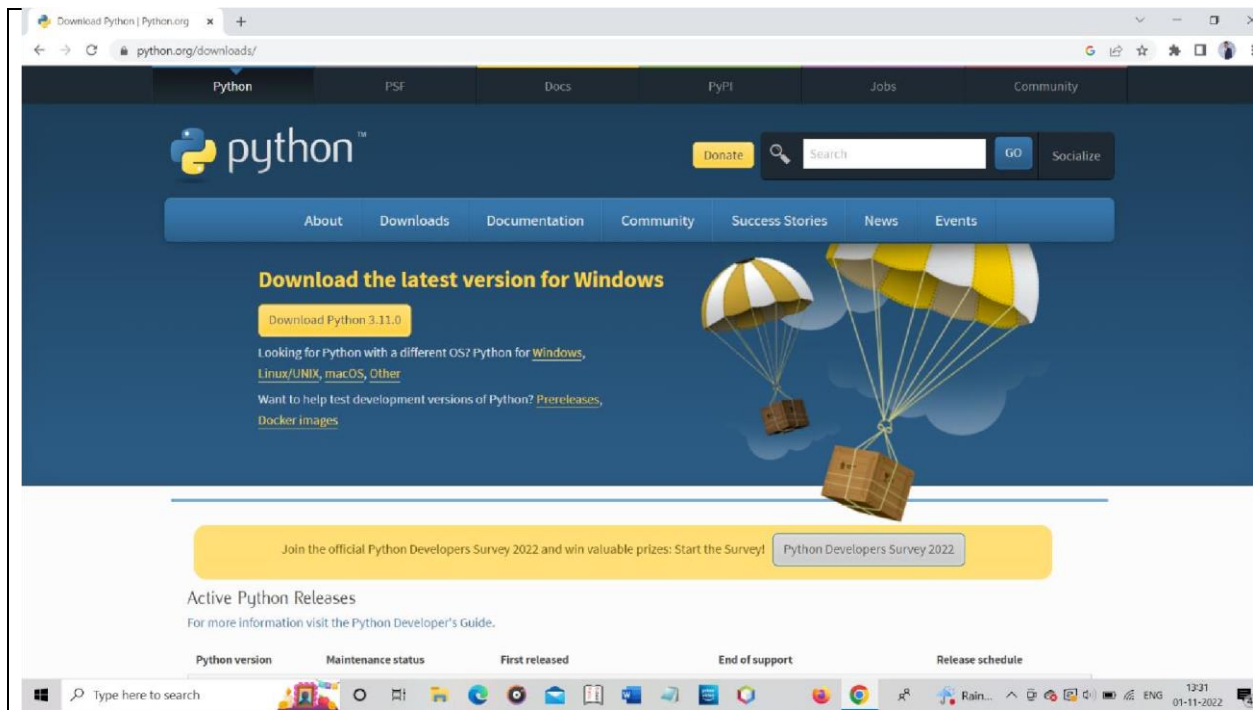 Download Python | Python.org
python.org/downloads/
Python PSF Docs PyPI Jobs Community
python™
Donate Search GO Socialize
About Downloads Documentation Community Success Stories News Events
Download the latest version for Windows
Download Python 3.11.0
Looking for Python with a different OS? Python for Windows,
Linux/UNIX, macOS, Other
Want to help test development versions of Python? Prereleases,
Docker images
Join the official Python Developers Survey 2022 and win valuable prizes: Start the Survey! Python Developers Survey 2022
Active Python Releases
For more information visit the Python Developer's Guide.
Python version Maintenance status First released End of support Release schedule
Type here to search Rain... ENG 13:31
01-11-2022